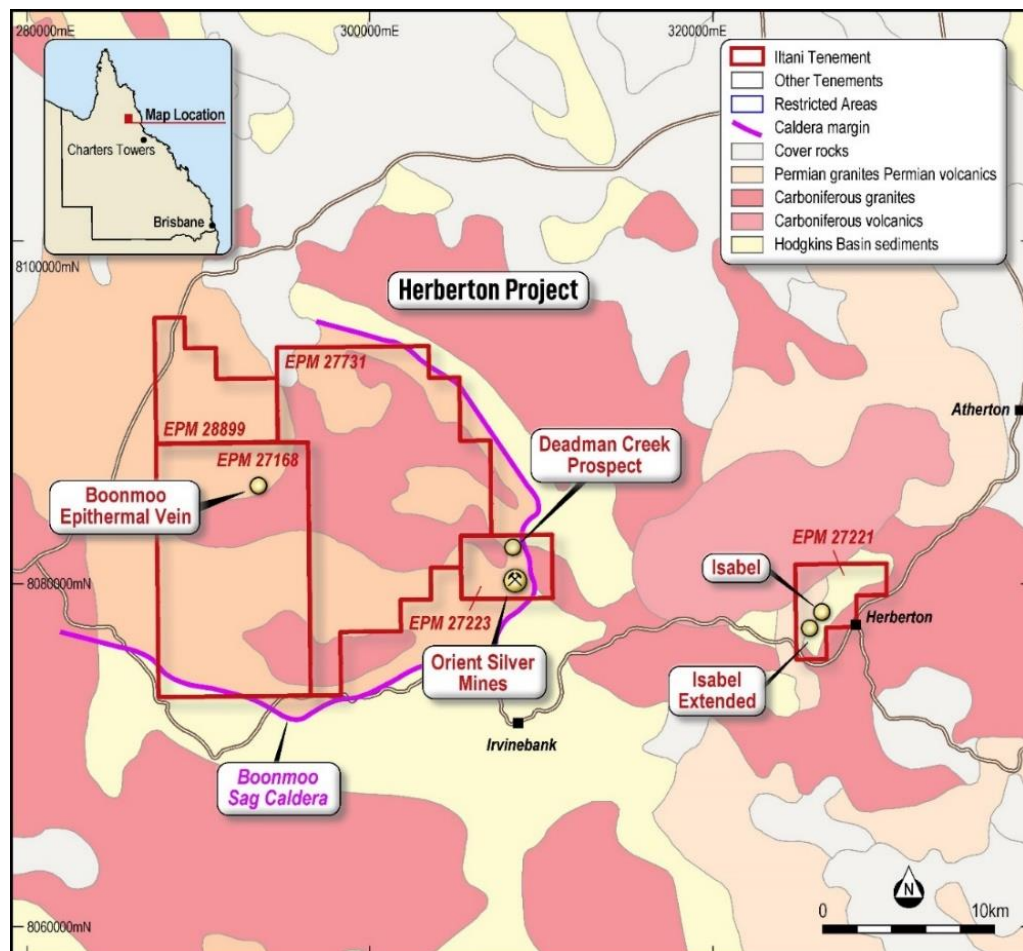 280000mE
300000mE
320000mE
Map Location
Charters Towers
Brisbane
Iltani Tenement
Other Tenements
Restricted Areas
Caldera margin
Cover rocks
Permian granites Permian volcanics
Carboniferous granites
Carboniferous volcanics
Hodgkins Basin sediments
8100000mN
Herberton Project
EPM 27731
Atherton
EPM 28899
EPM 27168
Deadman Creek
Prospect
Boonmoo
Epithermal Vein
EPM 27221
Isabel
8080000mN
EPM 27223
Herberton
Orient Silver
Mines
Isabel
Extended
Irvinebank
Boonmoo
Sag Caldera
N
0
10km
8060000mN